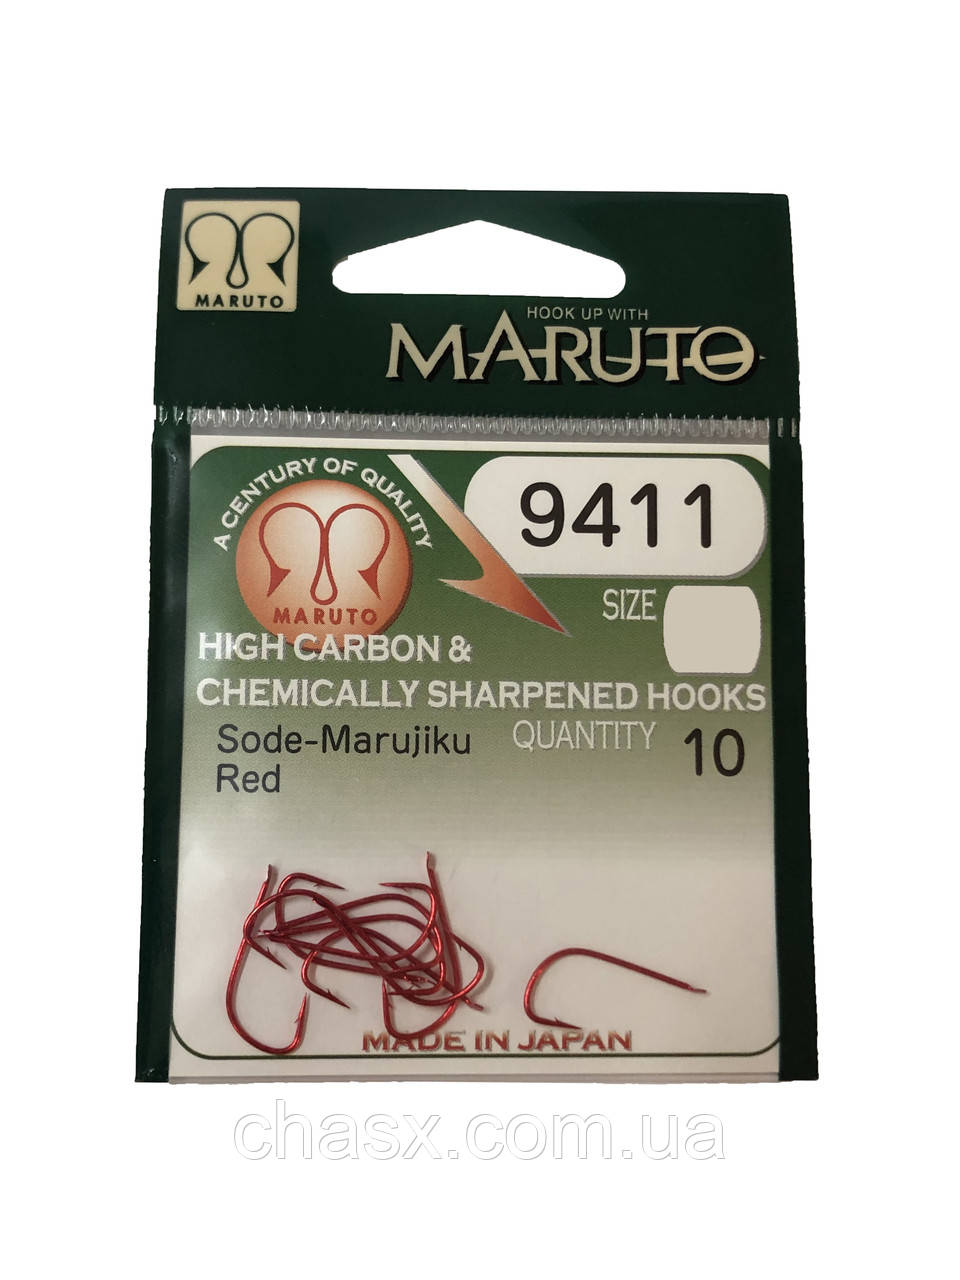 MARUTO
HOOK UP WITH
MARUTO
A CENTURY OF QUALITY
MARUTO
9411
SIZE
HIGH CARBON &
CHEMICALLY SHARPENED HOOKS
Sode-Marujiku
Red
QUANTITY 10
MADE IN JAPAN
chasx.com.ua